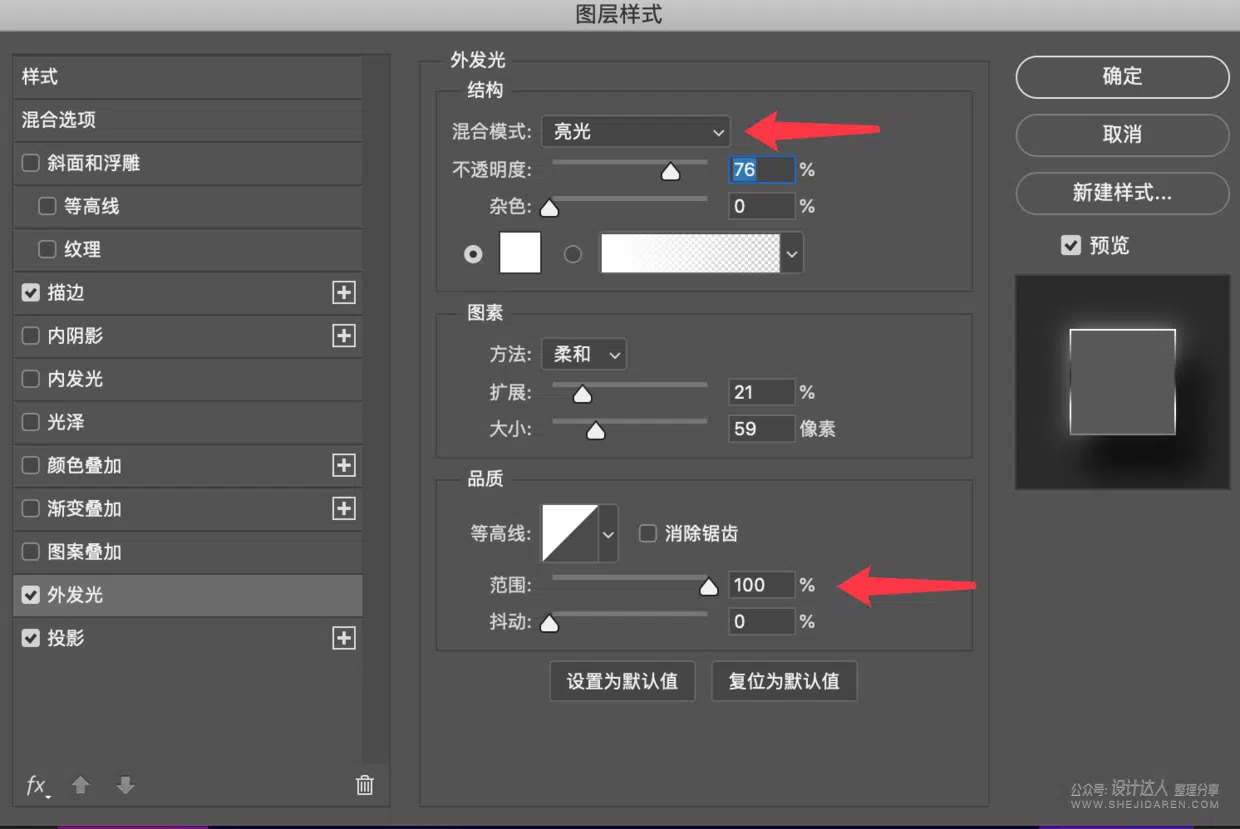 图层样式
样式
混合选项
斜面和浮雕
等高线
纹理
描边
内阴影
内发光
光泽
颜色叠加
渐变叠加
图案叠加
外发光
投影
fx
外发光
结构
混合模式: 亮光
不透明度: 76 %
杂色: 0 %
图素
方法: 柔和
扩展: 21 %
大小: 59 像素
品质
等高线: 消除锯齿
范围: 100 %
抖动: 0 %
设置为默认值 复位为默认值
确定
取消
新建样式...
预览
公众号: 设计达人 整理分享
WWW.SHEJIDAREN.COM